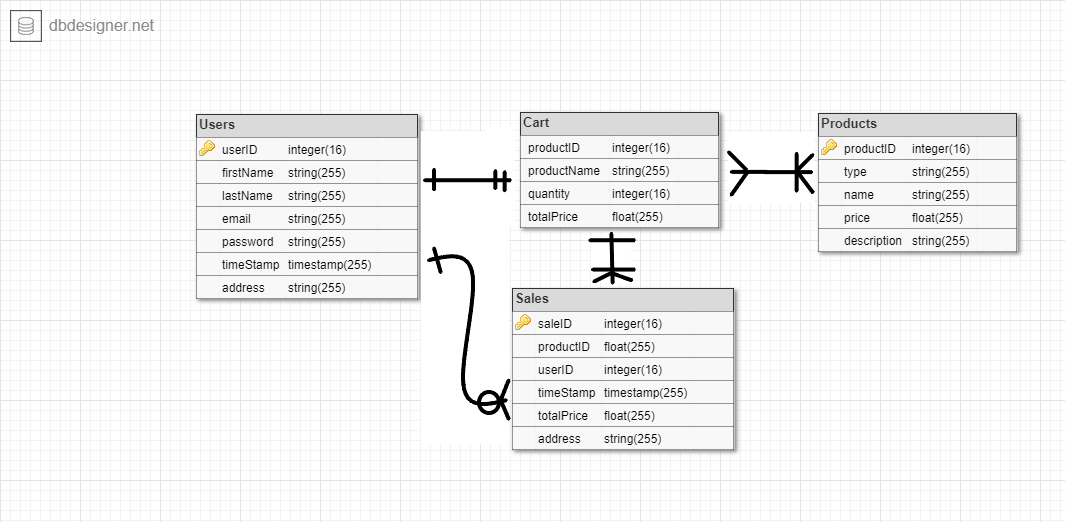 dbdesigner.net
Users
userID integer(16)
firstName string(255)
lastName string(255)
email string(255)
password string(255)
timeStamp timestamp(255)
address string(255)
Cart
productID integer(16)
productName string(255)
quantity integer(16)
totalPrice float(255)
Products
productID integer(16)
type string(255)
name string(255)
price float(255)
description string(255)
Sales
saleID integer(16)
productID float(255)
userID integer(16)
timeStamp timestamp(255)
totalPrice float(255)
address string(255)